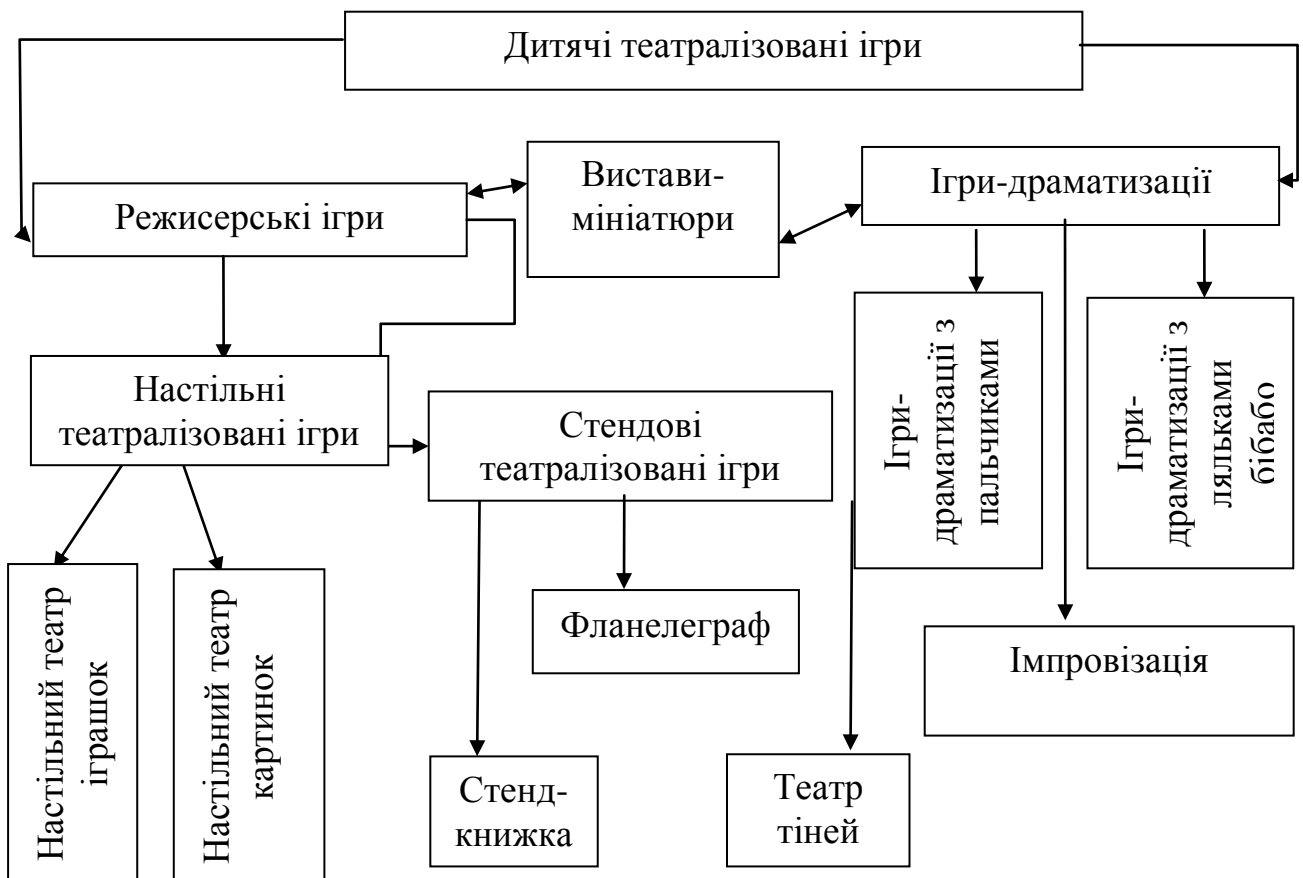 Дитячі театралізовані ігри
Вистави-
мініатюри
Ігри-драматизації
Режисерські ігри
Настільні
театралізовані ігри
Стендові
театралізовані ігри
Ігри-
драматизації з
пальчиками
Ігри-
драматизації з
ляльками
бібабо
Настільний театр
іграшок
Настільний театр
картинок
Фланелеграф
Імпровізація
Стенд-
книжка
Театр
тіней